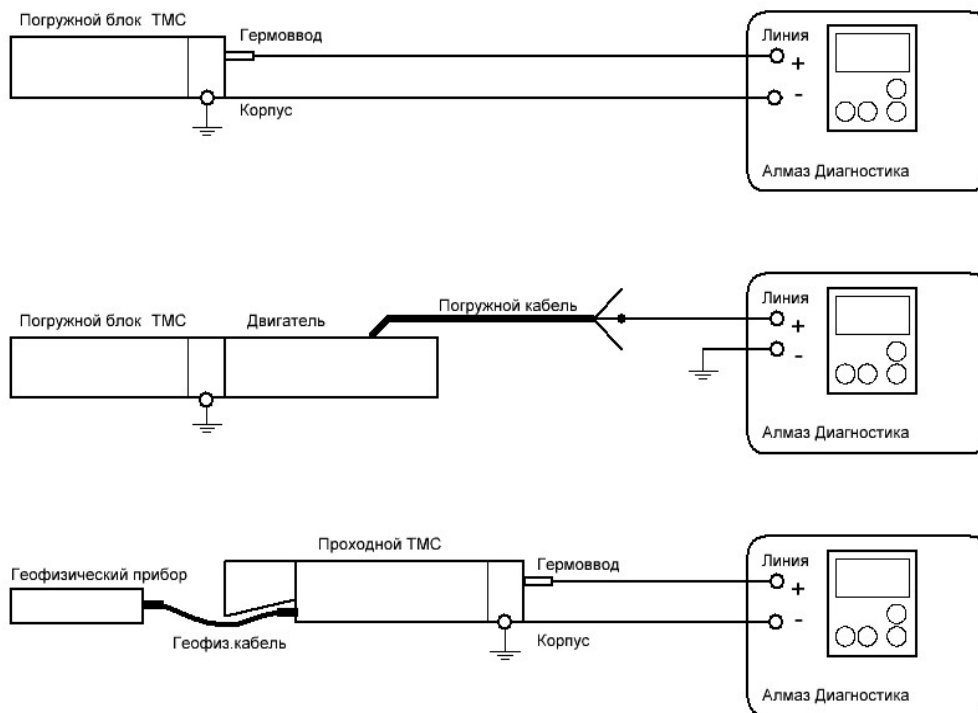 Погружной блок ТМС
Гермоввод
Корпус
Линия
+
-
Алмаз Диагностика
Погружной блок ТМС
Двигатель
Погружной кабель
Линия
+
-
Алмаз Диагностика
Геофизический прибор
Геофиз.кабель
Проходной ТМС
Гермоввод
Корпус
Линия
+
-
Алмаз Диагностика